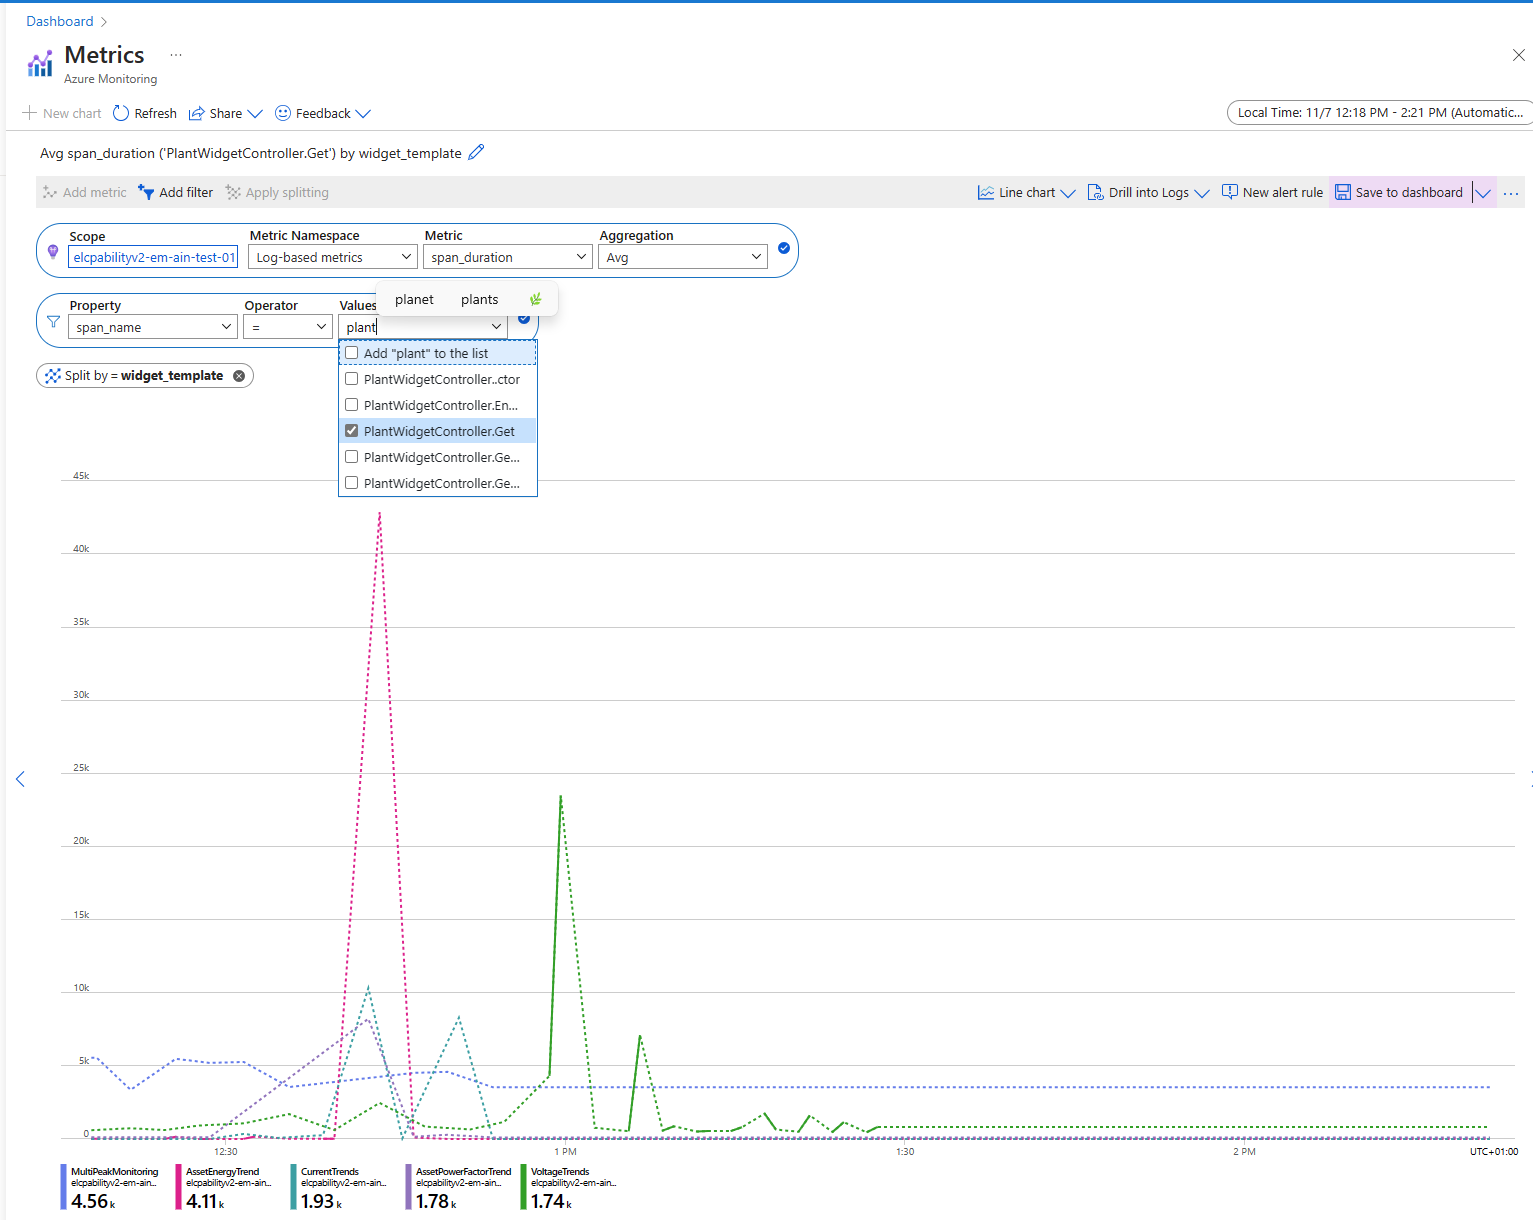 Dashboard
Metrics
Azure Monitoring
New chart Refresh Share Feedback
Local Time: 11/7 12:18 PM - 2:21 PM (Automatic...
Avg span_duration ('PlantWidgetController.Get') by widget_template
Add metric Add filter Apply splitting Line chart Drill into Logs New alert rule Save to dashboard
Scope Metric Namespace Metric Aggregation
elcpabilityv2-em-ain-test-01 Log-based metrics span_duration Avg
planet plants
Property Operator Values
span_name = plant
Add "plant" to the list
Split by = widget_template
PlantWidgetController..ctor
PlantWidgetController.En...
PlantWidgetController.Get
PlantWidgetController.Ge...
PlantWidgetController.Ge...
45k
40k
35k
30k
25k
20k
15k
10k
5k
0
12:30 1 PM 1:30 2 PM UTC+01:00
MultiPeakMonitoring AssetEnergyTrend CurrentTrends AssetPowerFactorTrend VoltageTrends
elcpabilityv2-em-ain... elcpabilityv2-em-ain... elcpabilityv2-em-ain... elcpabilityv2-em-ain... elcpabilityv2-em-ain...
4.56 k 4.11 k 1.93 k 1.78 k 1.74 k